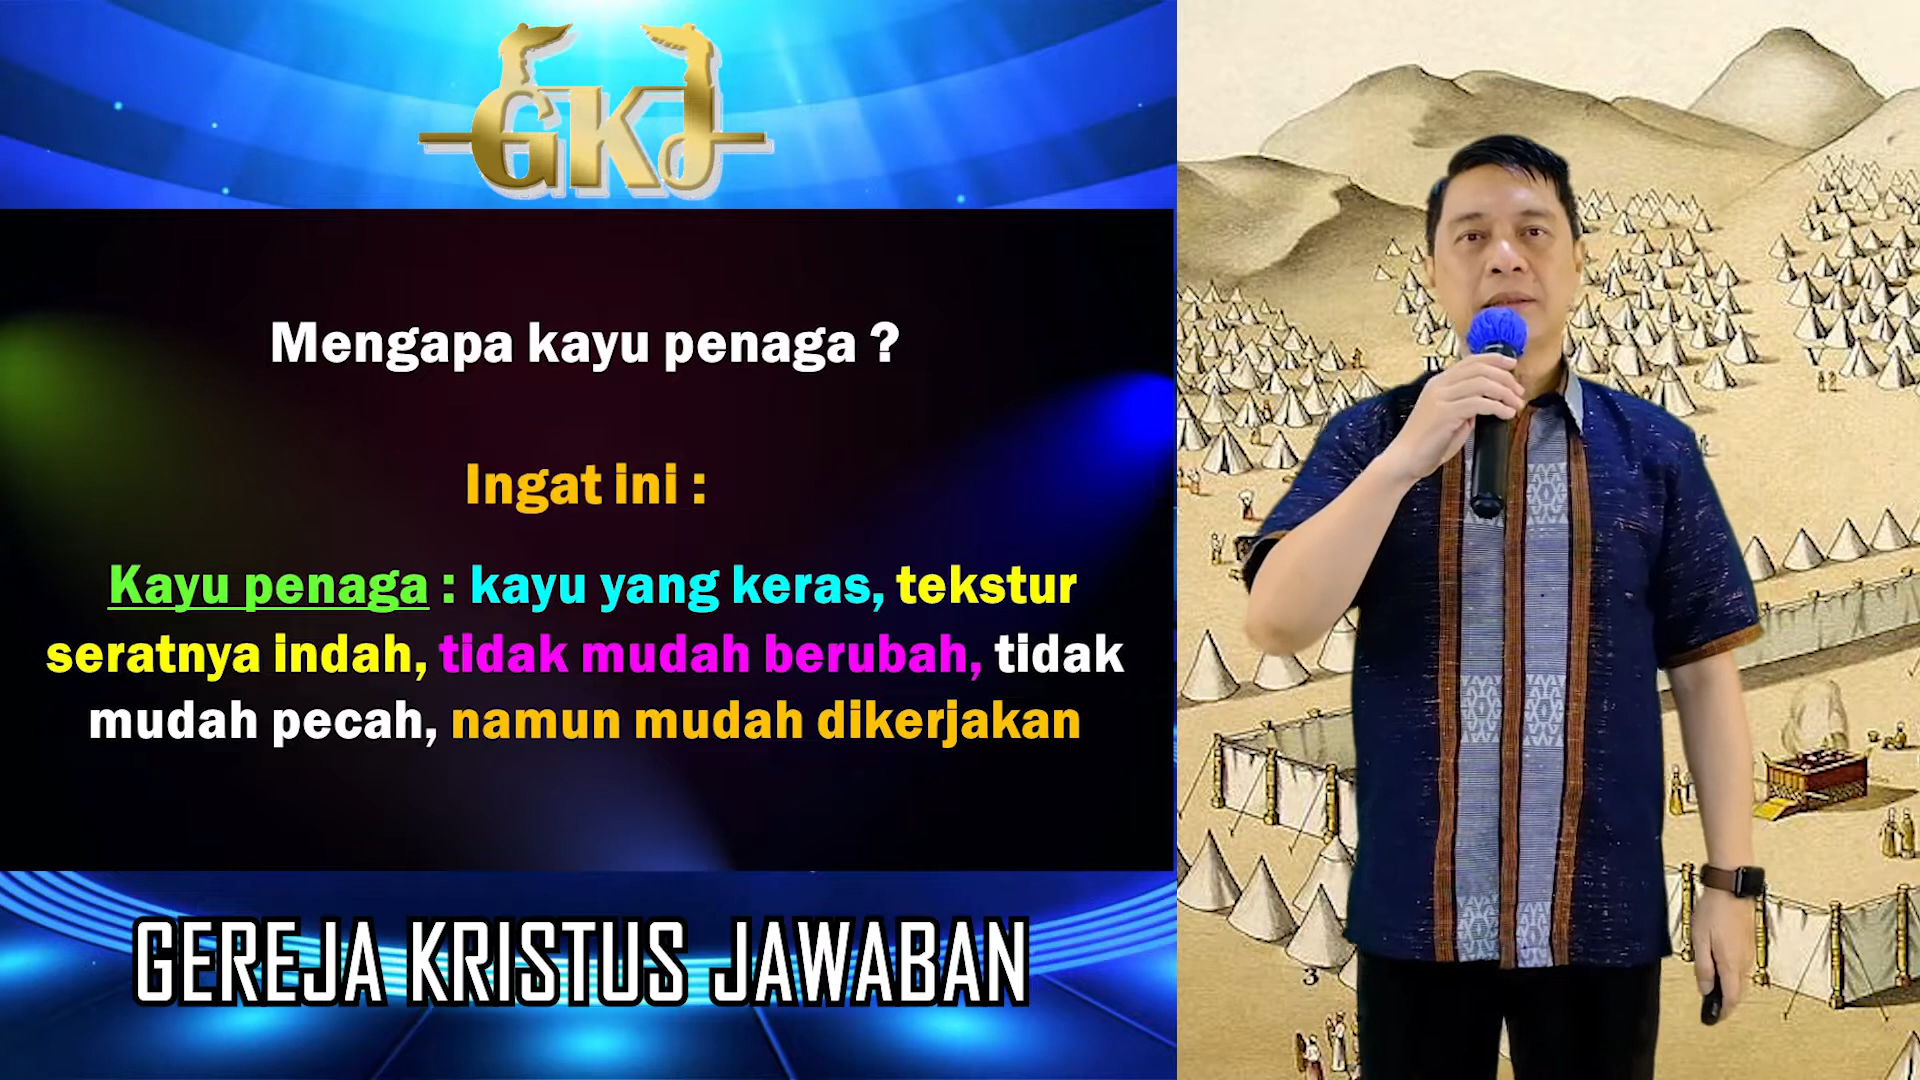 GKJ
Mengapa kayu penaga ?
Ingat ini :
Kayu penaga : kayu yang keras, tekstur
seratnya indah, tidak mudah berubah, tidak
mudah pecah, namun mudah dikerjakan
GEREJA KRISTUS JAWABAN
3